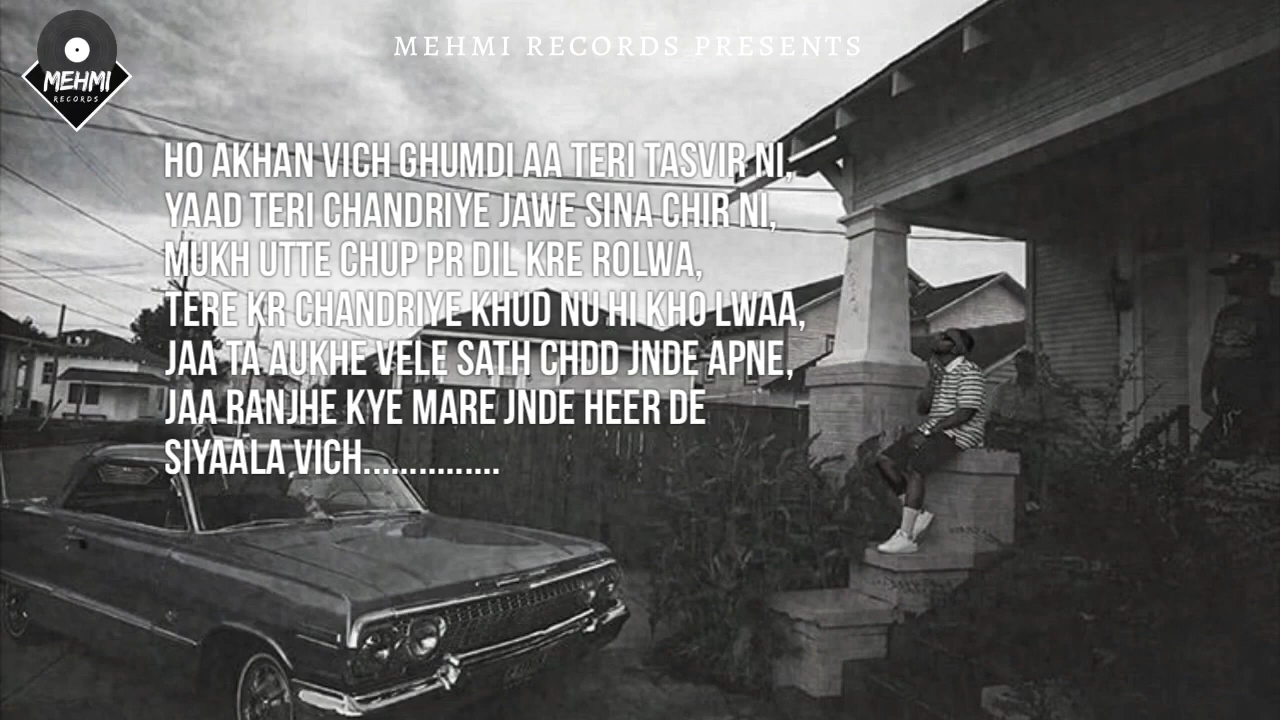 MEHMI RECORDS PRESENTS
MEHMI
RECORDS
HO AKHAN VICH GHUMDI AA TERI TASVIR NI,
YAAD TERI CHANDRIYE JAWE SINA CHIR NI,
MUKH UTTE CHUP PR DIL KRE ROLWA,
TERE KR CHANDRIYE KHUD NU HI KHO LWAA,
JAA TA AUKHE VELE SATH CHDD JNDE APNE,
JAA RANJHE KYE MARE JNDE HEER DE
SIYAALA VICH...............